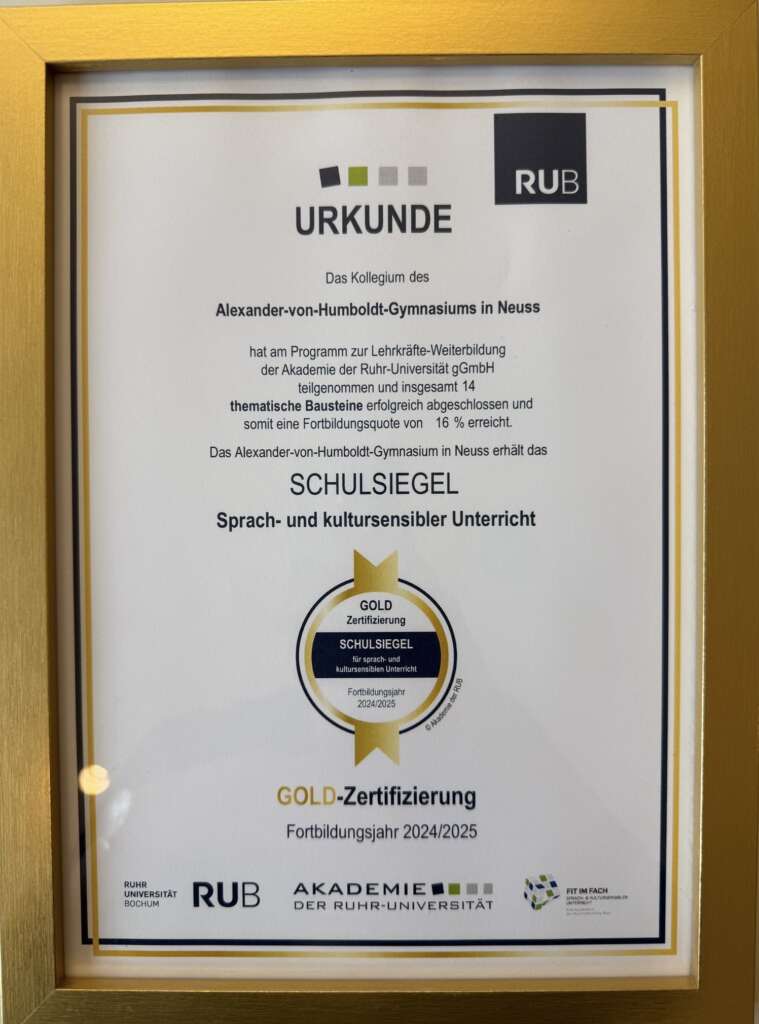 RUB
URKUNDE
Das Kollegium des
Alexander-von-Humboldt-Gymnasiums in Neuss
hat am Programm zur Lehrkräfte-Weiterbildung
der Akademie der Ruhr-Universität gGmbH
teilgenommen und insgesamt 14
thematische Bausteine erfolgreich abgeschlossen und
somit eine Fortbildungsquote von 16 % erreicht.
Das Alexander-von-Humboldt-Gymnasium in Neuss erhält das
SCHULSIEGEL
Sprach- und kultursensibler Unterricht
GOLD
Zertifizierung
SCHULSIEGEL
für sprach- und
kultursensiblen Unterricht
Fortbildungsjahr
2024/2025
© Akademie der RUB
GOLD-Zertifizierung
Fortbildungsjahr 2024/2025
RUHR
UNIVERSITÄT
BOCHUM
RUB
AKADEMIE
DER RUHR-UNIVERSITÄT
FIT IM FACH
SPRACH- & KULTURSENSIBLER
UNTERRICHT